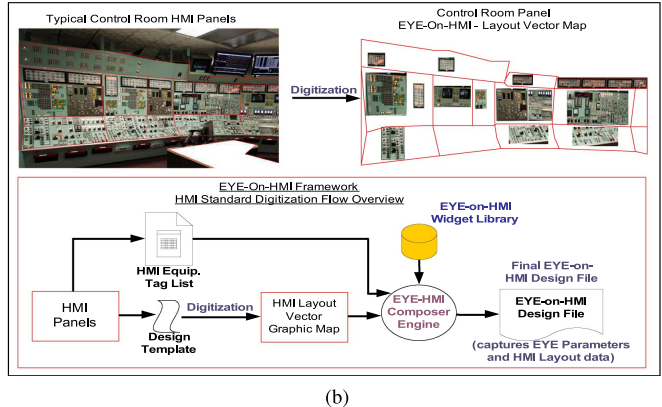 Typical Control Room HMI Panels
Control Room Panel
EYE-On-HMI - Layout Vector Map
Digitization
EYE-On-HMI Framework
HMI Standard Digitization Flow Overview
EYE-on-HMI
Widget Library
HMI Equip.
Tag List
Final EYE-on-
HMI Design File
HMI
Panels
Digitization
Design
Template
HMI Layout
Vector
Graphic Map
EYE-HMI
Composer
Engine
EYE-on-HMI
Design File
(captures EYE Parameters
and HMI Layout data)
(b)